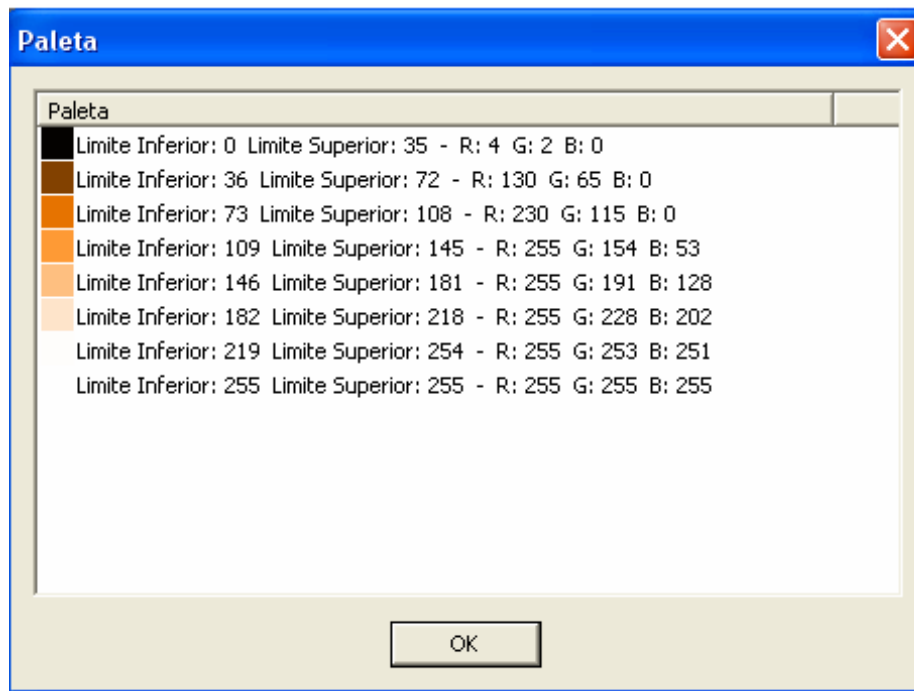 Paleta
Paleta
Limite Inferior: 0 Limite Superior: 35 - R: 4 G: 2 B: 0
Limite Inferior: 36 Limite Superior: 72 - R: 130 G: 65 B: 0
Limite Inferior: 73 Limite Superior: 108 - R: 230 G: 115 B: 0
Limite Inferior: 109 Limite Superior: 145 - R: 255 G: 154 B: 53
Limite Inferior: 146 Limite Superior: 181 - R: 255 G: 191 B: 128
Limite Inferior: 182 Limite Superior: 218 - R: 255 G: 228 B: 202
Limite Inferior: 219 Limite Superior: 254 - R: 255 G: 253 B: 251
Limite Inferior: 255 Limite Superior: 255 - R: 255 G: 255 B: 255
OK